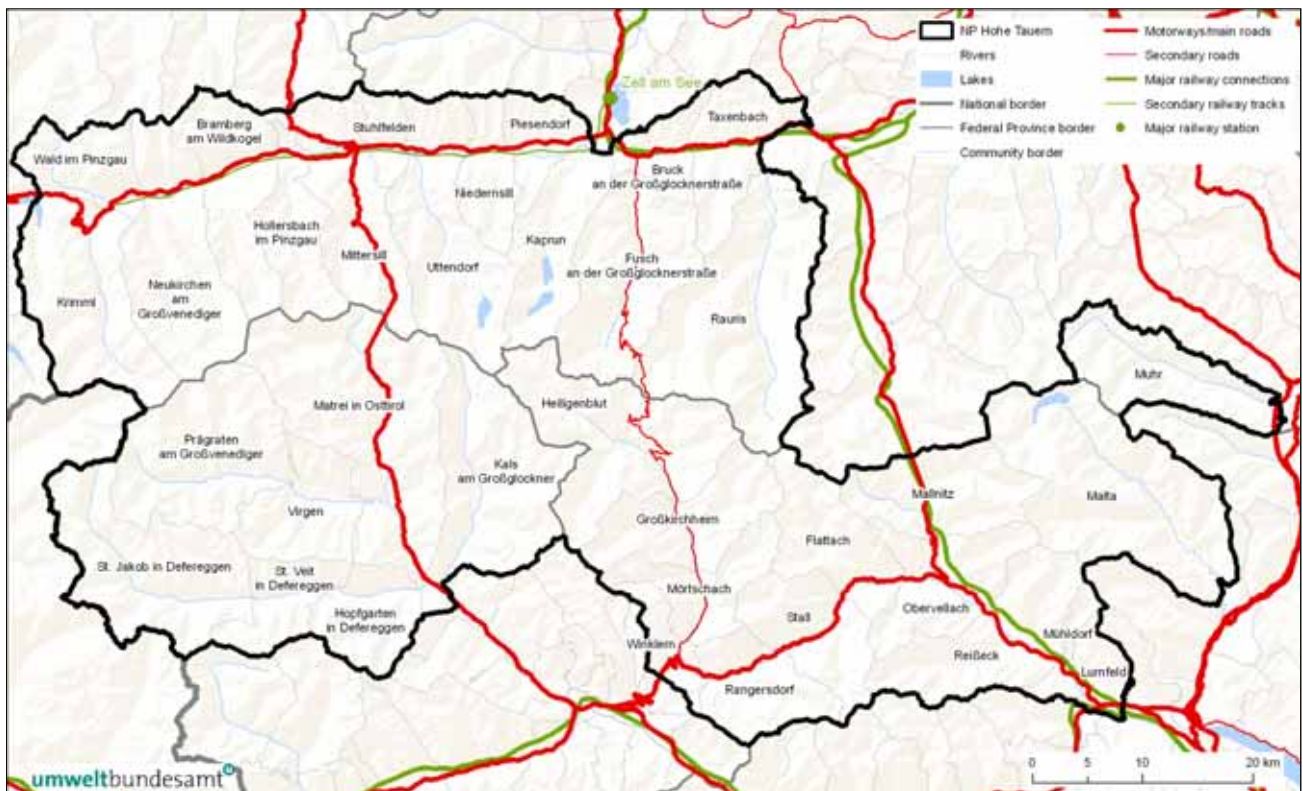 NP Hohe Tauern
Rivers
Lakes
National border
Federal Province border
Community border
Motorways/main roads
Secondary roads
Major railway connections
Secondary railway tracks
Major railway station
Zell am See
Bramberg
am Wildkogel
Stuhlfelden
Piesendorf
Taxenbach
Wald im Pinzgau
Bruck
an der Großglocknerstraße
Niedernsill
Hollersbach
im Pinzgau
Mittersill
Uttendorf
Kaprun
Fusch
an der Großglocknerstraße
Krimml
Neukirchen
am
Großvenediger
Rauris
Muhr
Matrei in Osttirol
Heiligenblut
Prägraten
am Großvenediger
Kals
am Großglockner
Mallnitz
Malta
Virgen
Großkirchheim
Flattach
St. Jakob in Defereggen
St. Veit
in Defereggen
Mörtschach
Hopfgarten
in Defereggen
Stall
Obervellach
Mühldorf
Winklern
Reißeck
Lurnfeld
Rangersdorf
umweltbundesamt
0 5 10 20 km